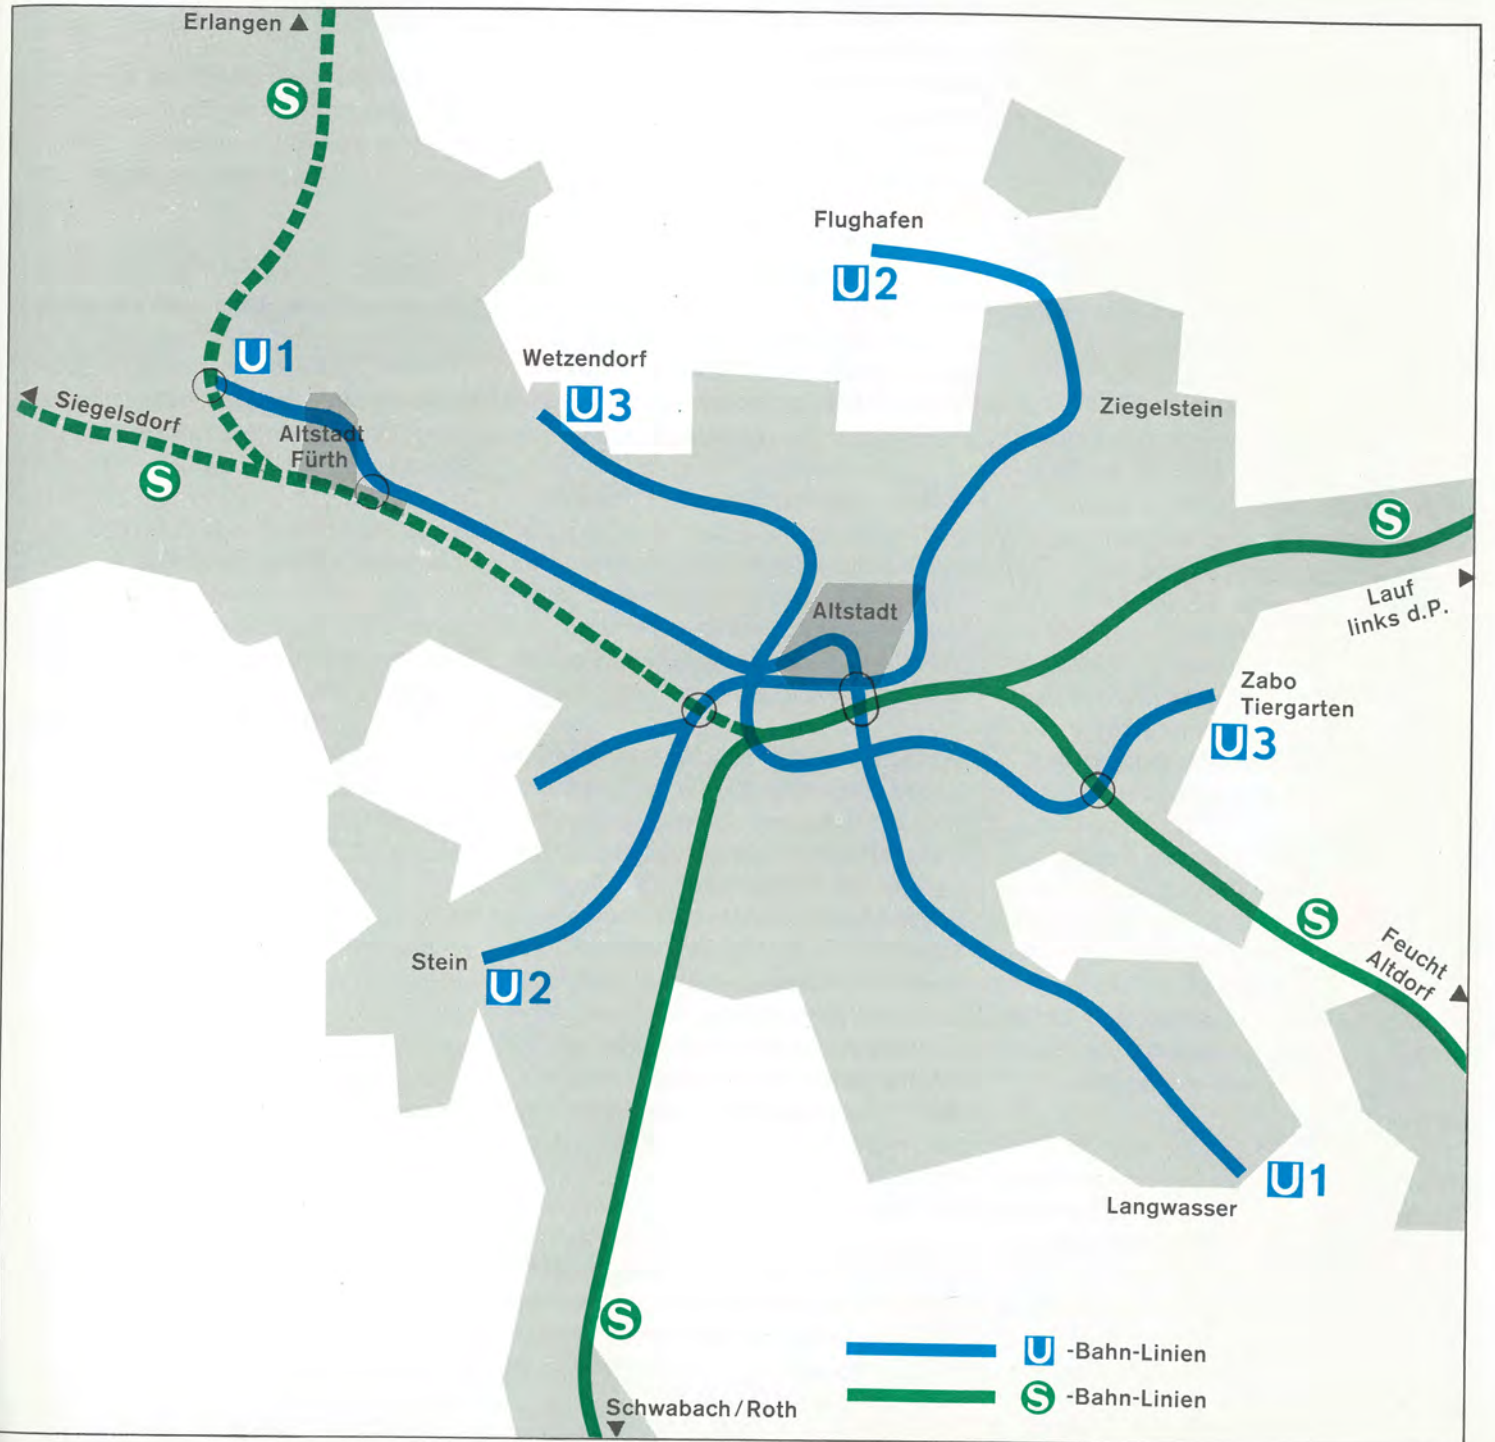 Erlangen ▲
S
Flughafen
U2
U1
Wetzendorf
U3
Siegelsdorf
S
Altstadt
Fürth
Ziegelstein
S
Altstadt
Lauf
links d.P.
Zabo
Tiergarten
U3
Stein
U2
S
Feucht
Altdorf
U1
Langwasser
S
U -Bahn-Linien
S -Bahn-Linien
Schwabach/Roth